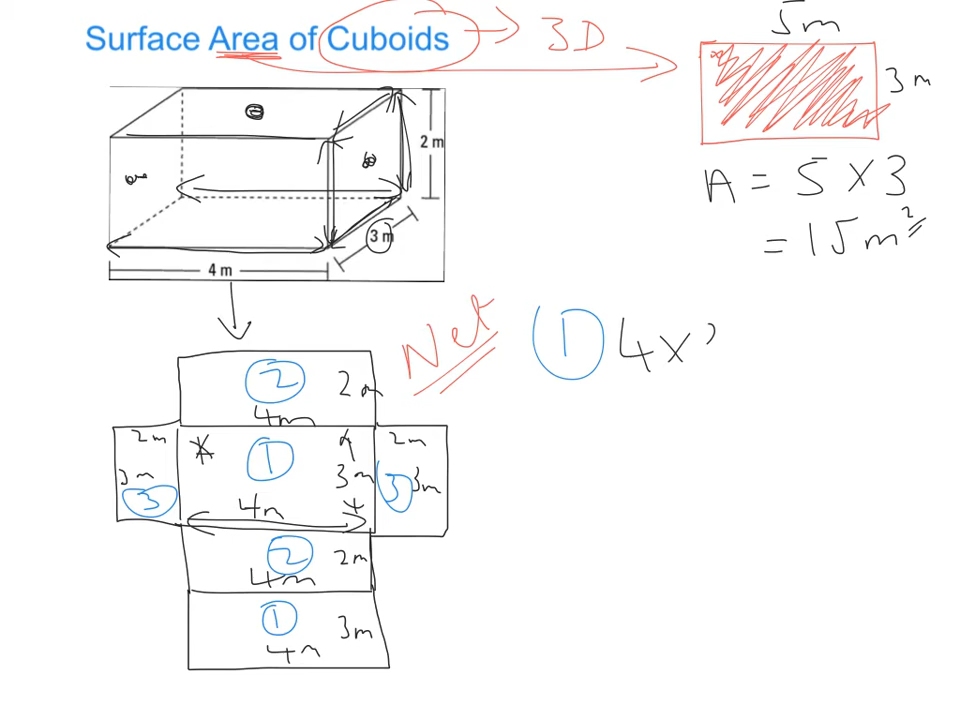 Surface Area of Cuboids
3D
5m
3m
A = 5 x 3
= 15m²
2 m
3 m
4 m
Net
① 4x
② 2m
4m
2m
①
2m
3m
3m
3m
③
4m
③
②
2m
4m
①
3m
4m